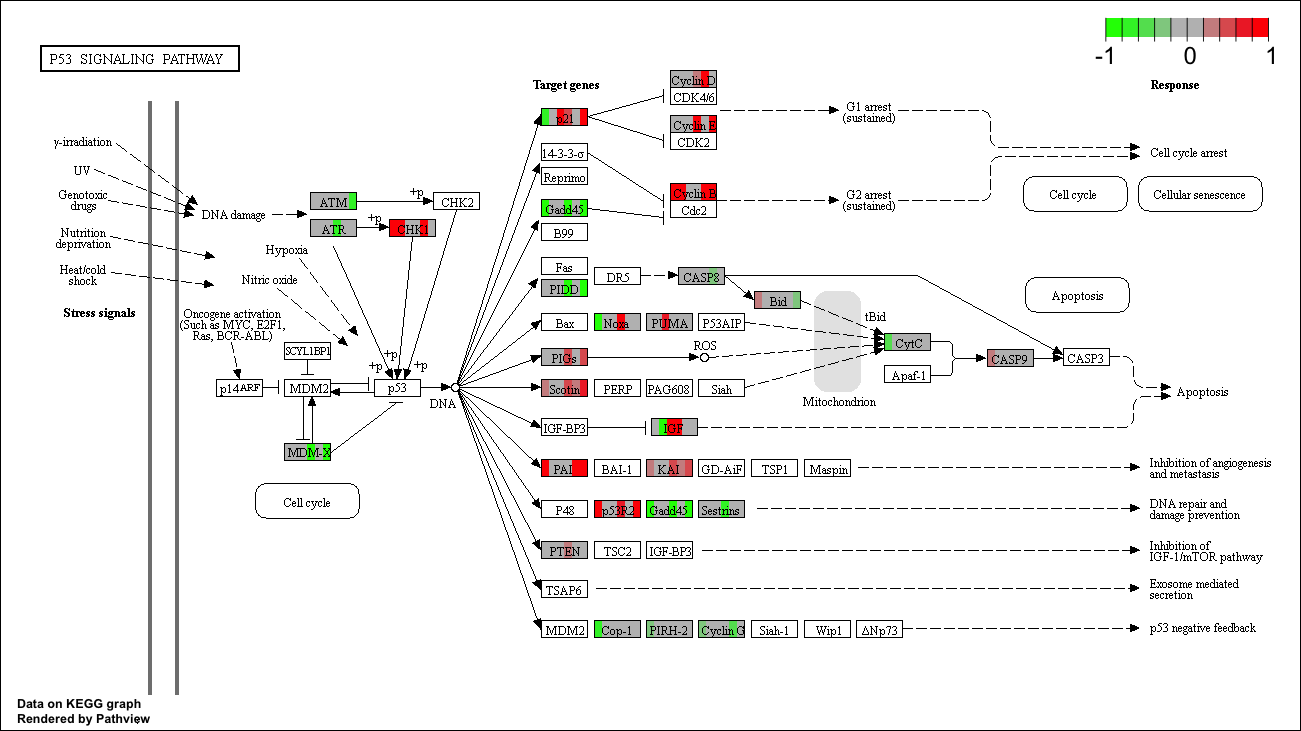 P53 SIGNALING PATHWAY
-1 0 1
Target genes
Response
γ-irradiation
UV
Genotoxic
drugs
Nutrition
deprivation
Heat/cold
shock
Stress signals
DNA damage
ATM
+p
CHK2
ATR
+p
CHK1
Hypoxia
Nitric oxide
Oncogene activation
(Such as MYC, E2F1,
Ras, BCR-ABL)
SCYL1BP1
+p
+p
+p
p14ARF
MDM2
p53
DNA
MDM-X
Cell cycle
p21
Cyclin D
CDK4/6
Cyclin E
CDK2
G1 arrest
(sustained)
14-3-3-σ
Reprimo
Gadd45
B99
Cyclin B
Cdc2
G2 arrest
(sustained)
Cell cycle arrest
Cell cycle
Cellular senescence
Fas
PIDD
DR5
CASP8
Bid
tBid
Apoptosis
Bax
Noxa
PUMA
P53AIP
CytC
PIGs
ROS
CASP9
CASP3
Apaf-1
Scotin
PERP
PAG608
Siah
Mitochondrion
Apoptosis
IGF-BP3
IGF
PAI
BAI-1
KAI
GD-AiF
TSP1
Maspin
Inhibition of angiogenesis
and metastasis
P48
p53R2
Gadd45
Sestrins
DNA repair and
damage prevention
PTEN
TSC2
IGF-BP3
Inhibition of
IGF-1/mTOR pathway
TSAP6
Exosome mediated
secretion
MDM2
Cop-1
PIRH-2
Cyclin G
Siah-1
Wip1
ΔNp73
p53 negative feedback
Data on KEGG graph
Rendered by Pathview